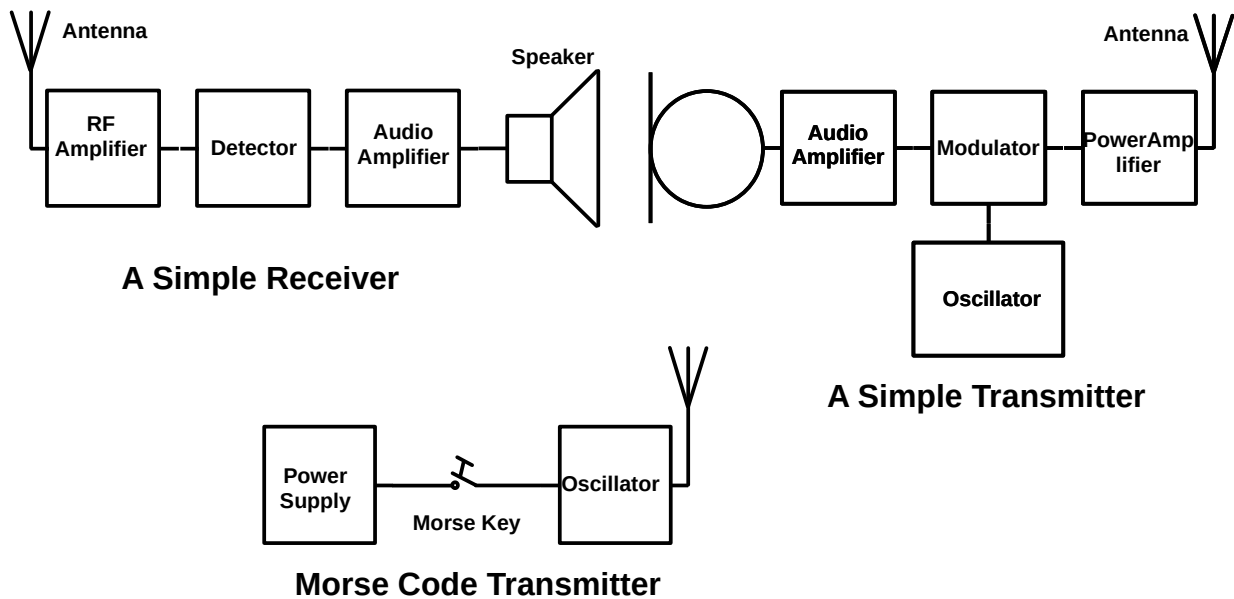 Antenna
Speaker
RF
Amplifier
Detector
Audio
Amplifier
A Simple Receiver
Antenna
Audio
Amplifier
Modulator
PowerAmp
lifier
Oscillator
A Simple Transmitter
Power
Supply
Morse Key
Oscillator
Morse Code Transmitter